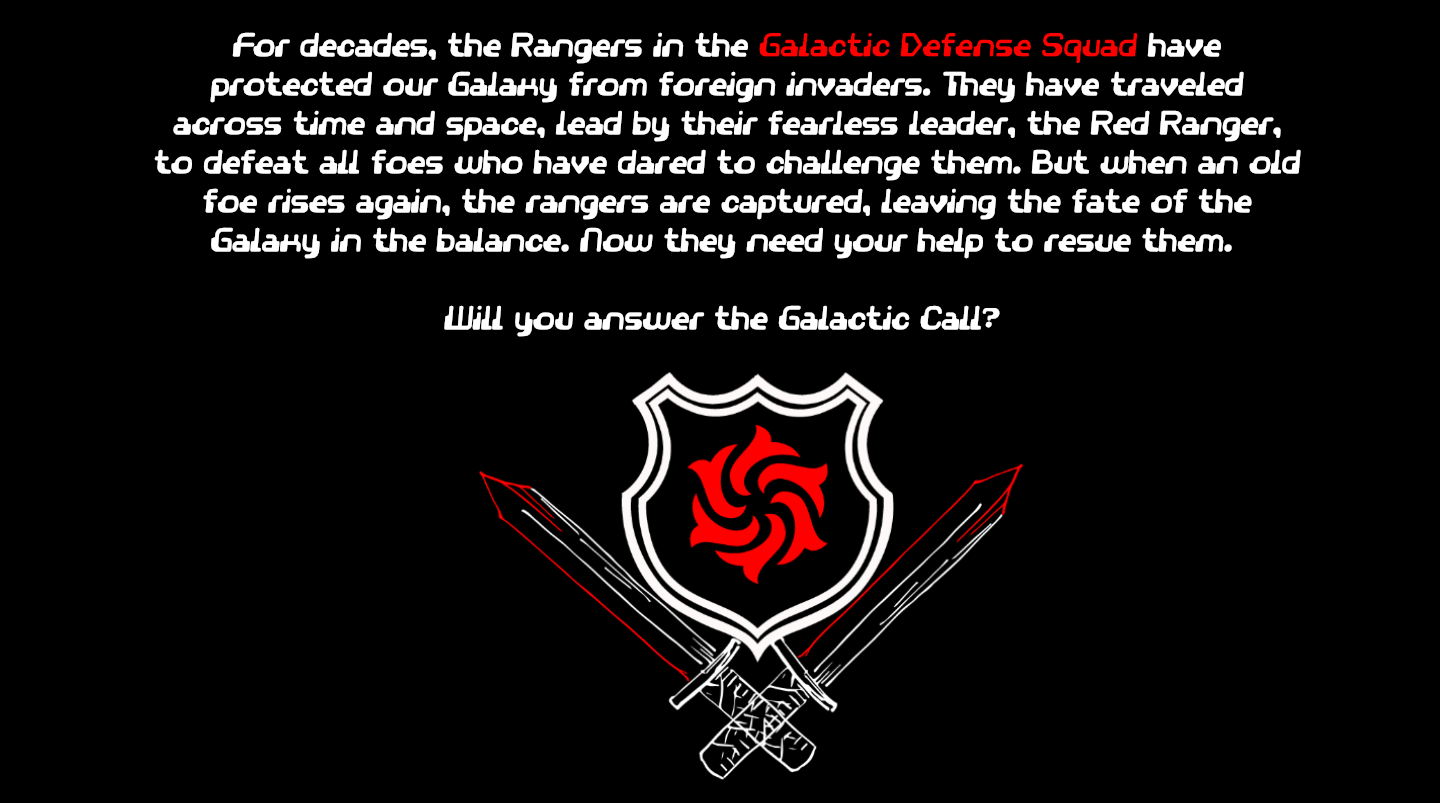 For decades, the Rangers in the Galactic Defense Squad have
protected our Galaxy from foreign invaders. They have traveled
across time and space, lead by their fearless leader, the Red Ranger,
to defeat all foes who have dared to challenge them. But when an old
foe rises again, the rangers are captured, leaving the fate of the
Galaxy in the balance. Now they need your help to resue them.
Will you answer the Galactic Call?